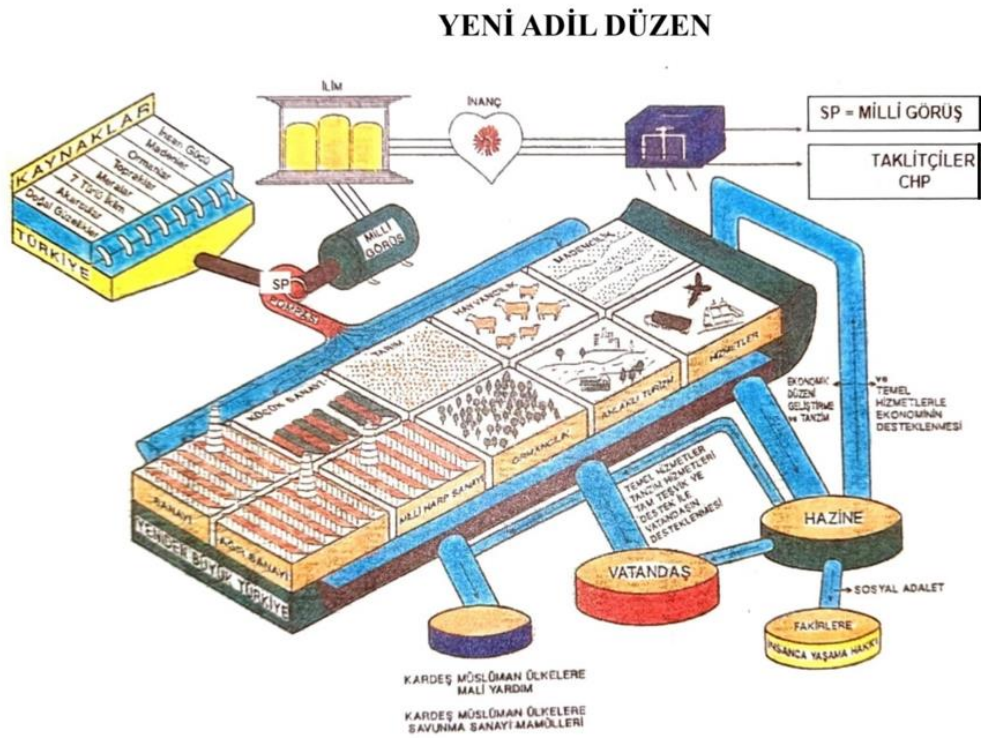 YENİ ADİL DÜZEN
İLİM
İNANÇ
SP = MİLLİ GÖRÜŞ
TAKLİTÇİLER
CHP
KAYNAKLAR
İnsan Gücü
Madenler
Ormanlar
Topraklar
Meralar
7 Türlü İklim
Akarsular
Doğal Güzellikler
TÜRKİYE
MİLLİ
GÖRÜŞ
SP
POMPASI
MADENCİLİK
HAYVANCILIK
TARIM
KÖÇÜN SANAYİ
HİZMETLER
AHLAKLI TURİZM
ORMANCILIK
MİLLİ HARP SANAYİ
SANAYİ
AĞIR SANAYİ
YENİDEN BÜYÜK TÜRKİYE
EKONOMİK
DÜZENİ
GELİŞTİRME
ve TANZİM
ve
TEMEL
HİZMETLERLE
EKONOMİNİN
DESTEKLENMESİ
TEMEL HİZMETLER
TANZİM HİZMETLERİ
TAM TEŞVİK VE
DESTEK İLE
VATANDAŞIN
DESTEKLENMESİ
HAZİNE
VATANDAŞ
SOSYAL ADALET
FAKİRLERE
İNSANCA YAŞAMA HAKKI
KARDEŞ MÜSLÜMAN ÜLKELERE
MALİ YARDIM
KARDEŞ MÜSLÜMAN ÜLKELERE
SAVUNMA SANAYİ MAMÜLLERİ